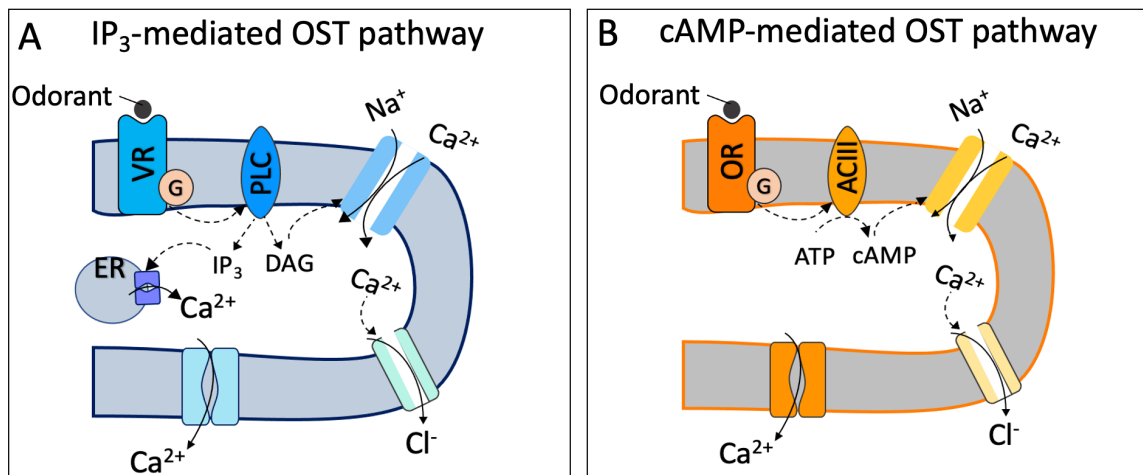 A
IP₃-mediated OST pathway
Odorant
Na⁺
Ca²⁺
VR
G
PLC
IP₃
DAG
ER
Ca²⁺
Ca²⁺
Ca²⁺
Cl⁻
B
cAMP-mediated OST pathway
Odorant
Na⁺
Ca²⁺
OR
G
ACIII
ATP
cAMP
Ca²⁺
Ca²⁺
Cl⁻